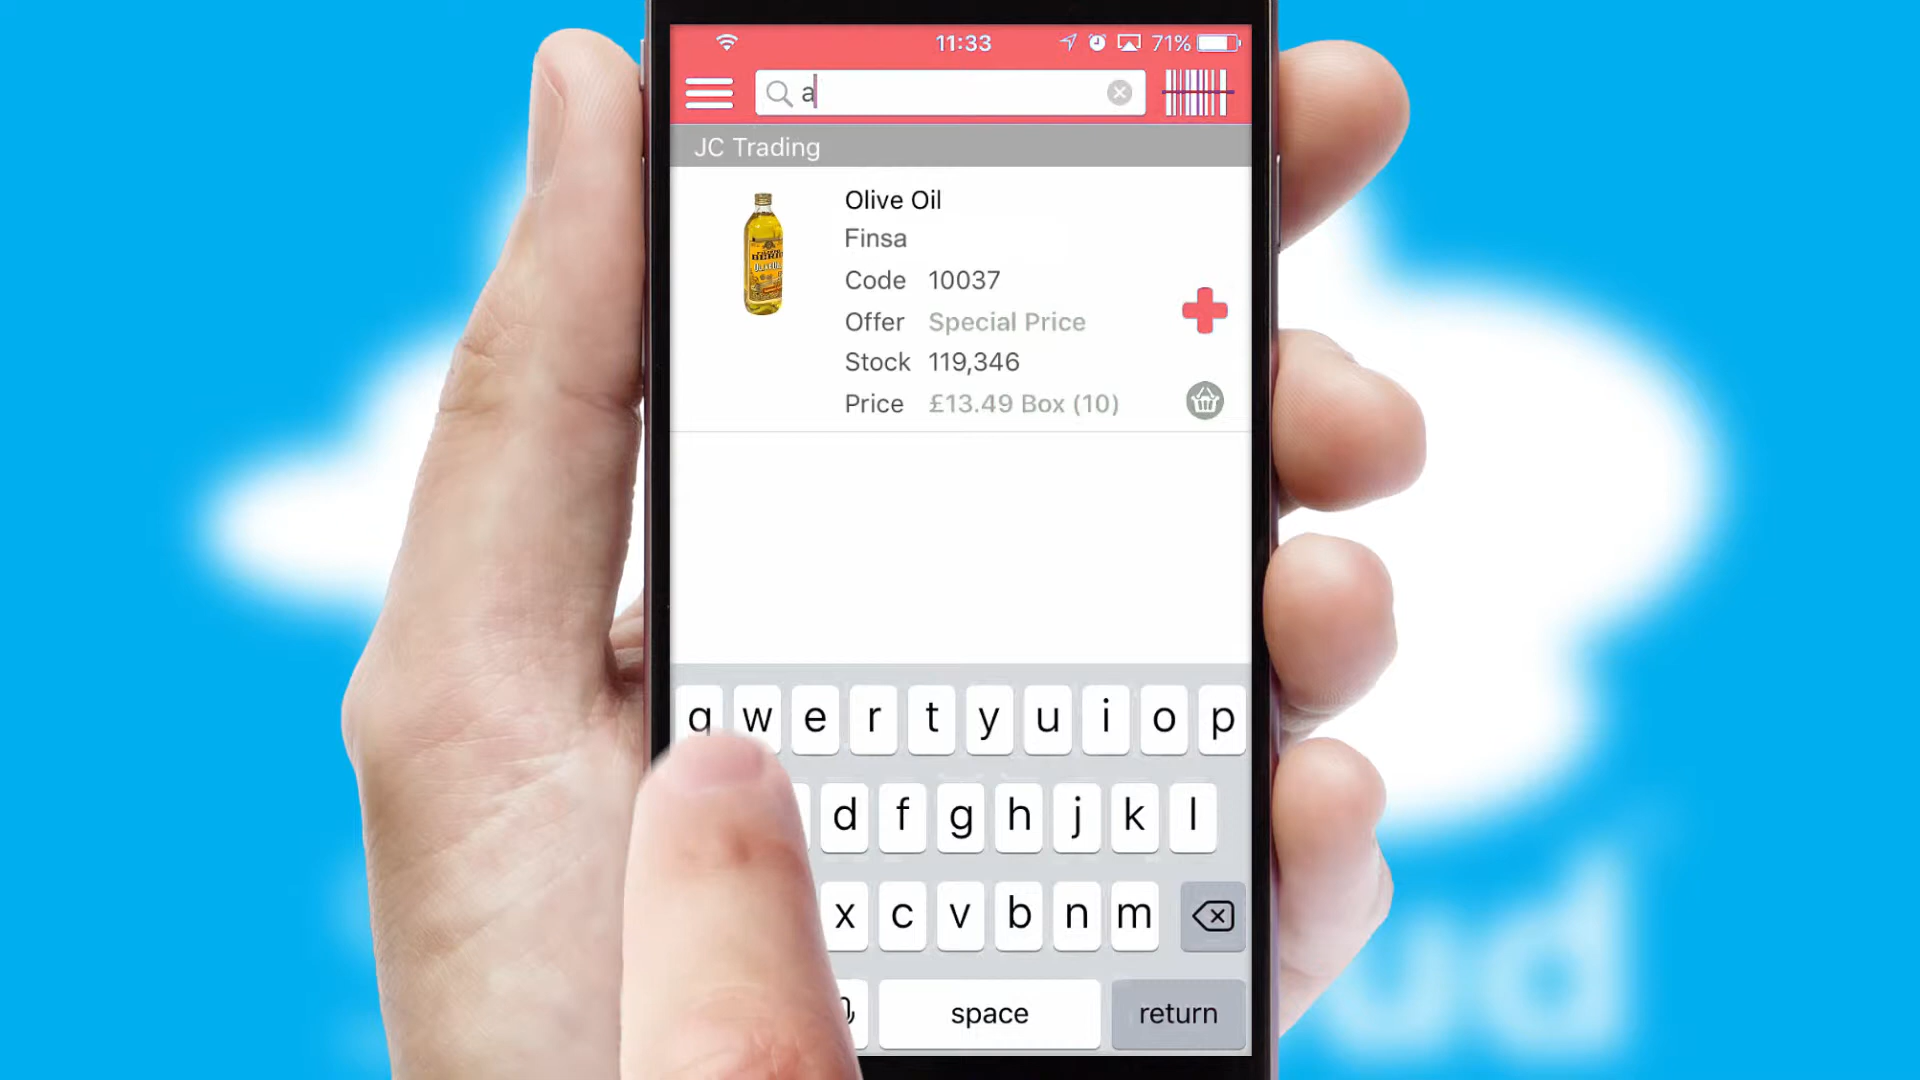 11:33 71%
a
JC Trading
Olive Oil
Finsa
Code 10037
Offer Special Price
Stock 119,346
Price £13.49 Box (10)
q w e r t y u i o p
d f g h j k l
x c v b n m
space return
ud